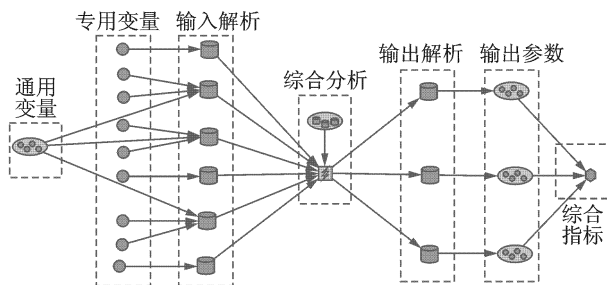 专用变量
输入解析
综合分析
输出解析
输出参数
通用
变量
综合
指标